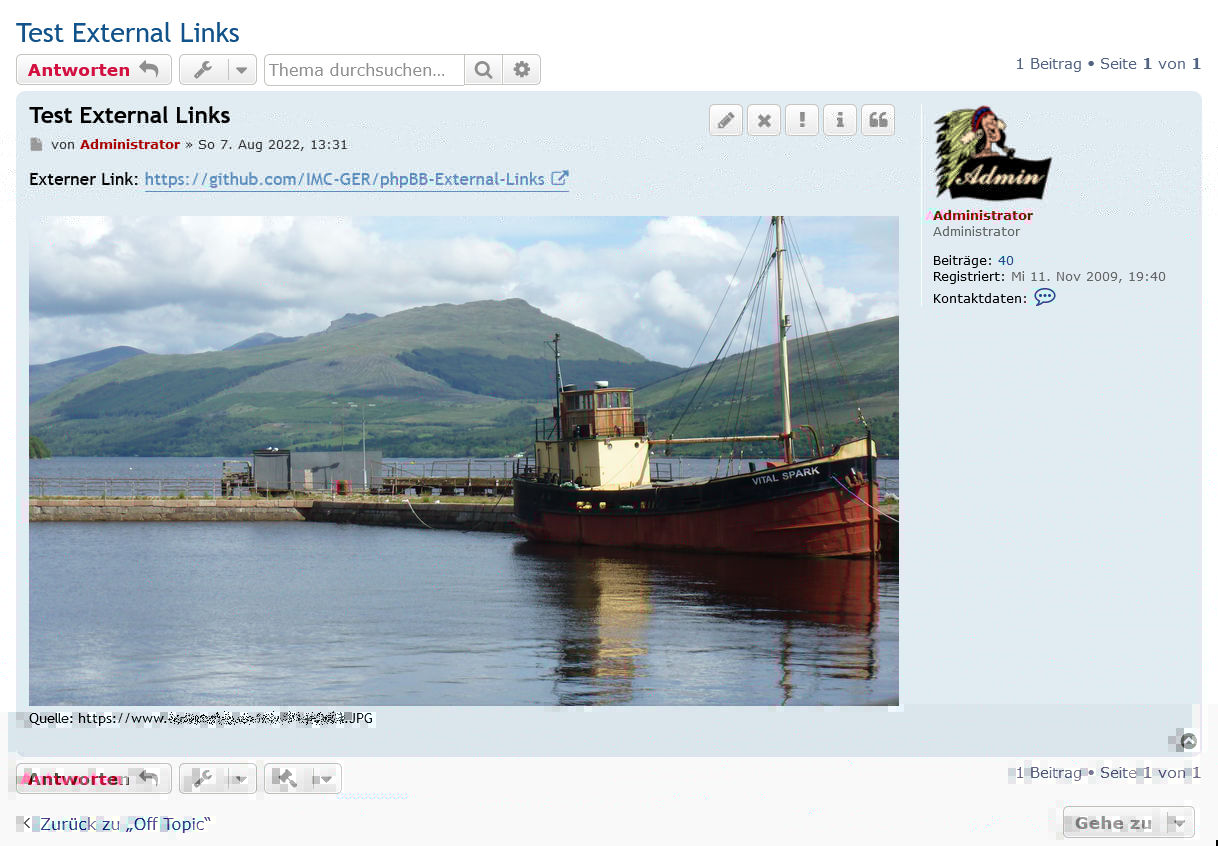 Test External Links
Antworten
Thema durchsuchen…
1 Beitrag • Seite 1 von 1
Test External Links
von Administrator » So 7. Aug 2022, 13:31
Externer Link: https://github.com/IMC-GER/phpBB-External-Links
Admin
Administrator
Administrator
Beiträge: 40
Registriert: Mi 11. Nov 2009, 19:40
Kontaktdaten:
VITAL SPARK
Quelle: https://www. .JPG
Antworten
1 Beitrag • Seite 1 von 1
Zurück zu „Off Topic“
Gehe zu